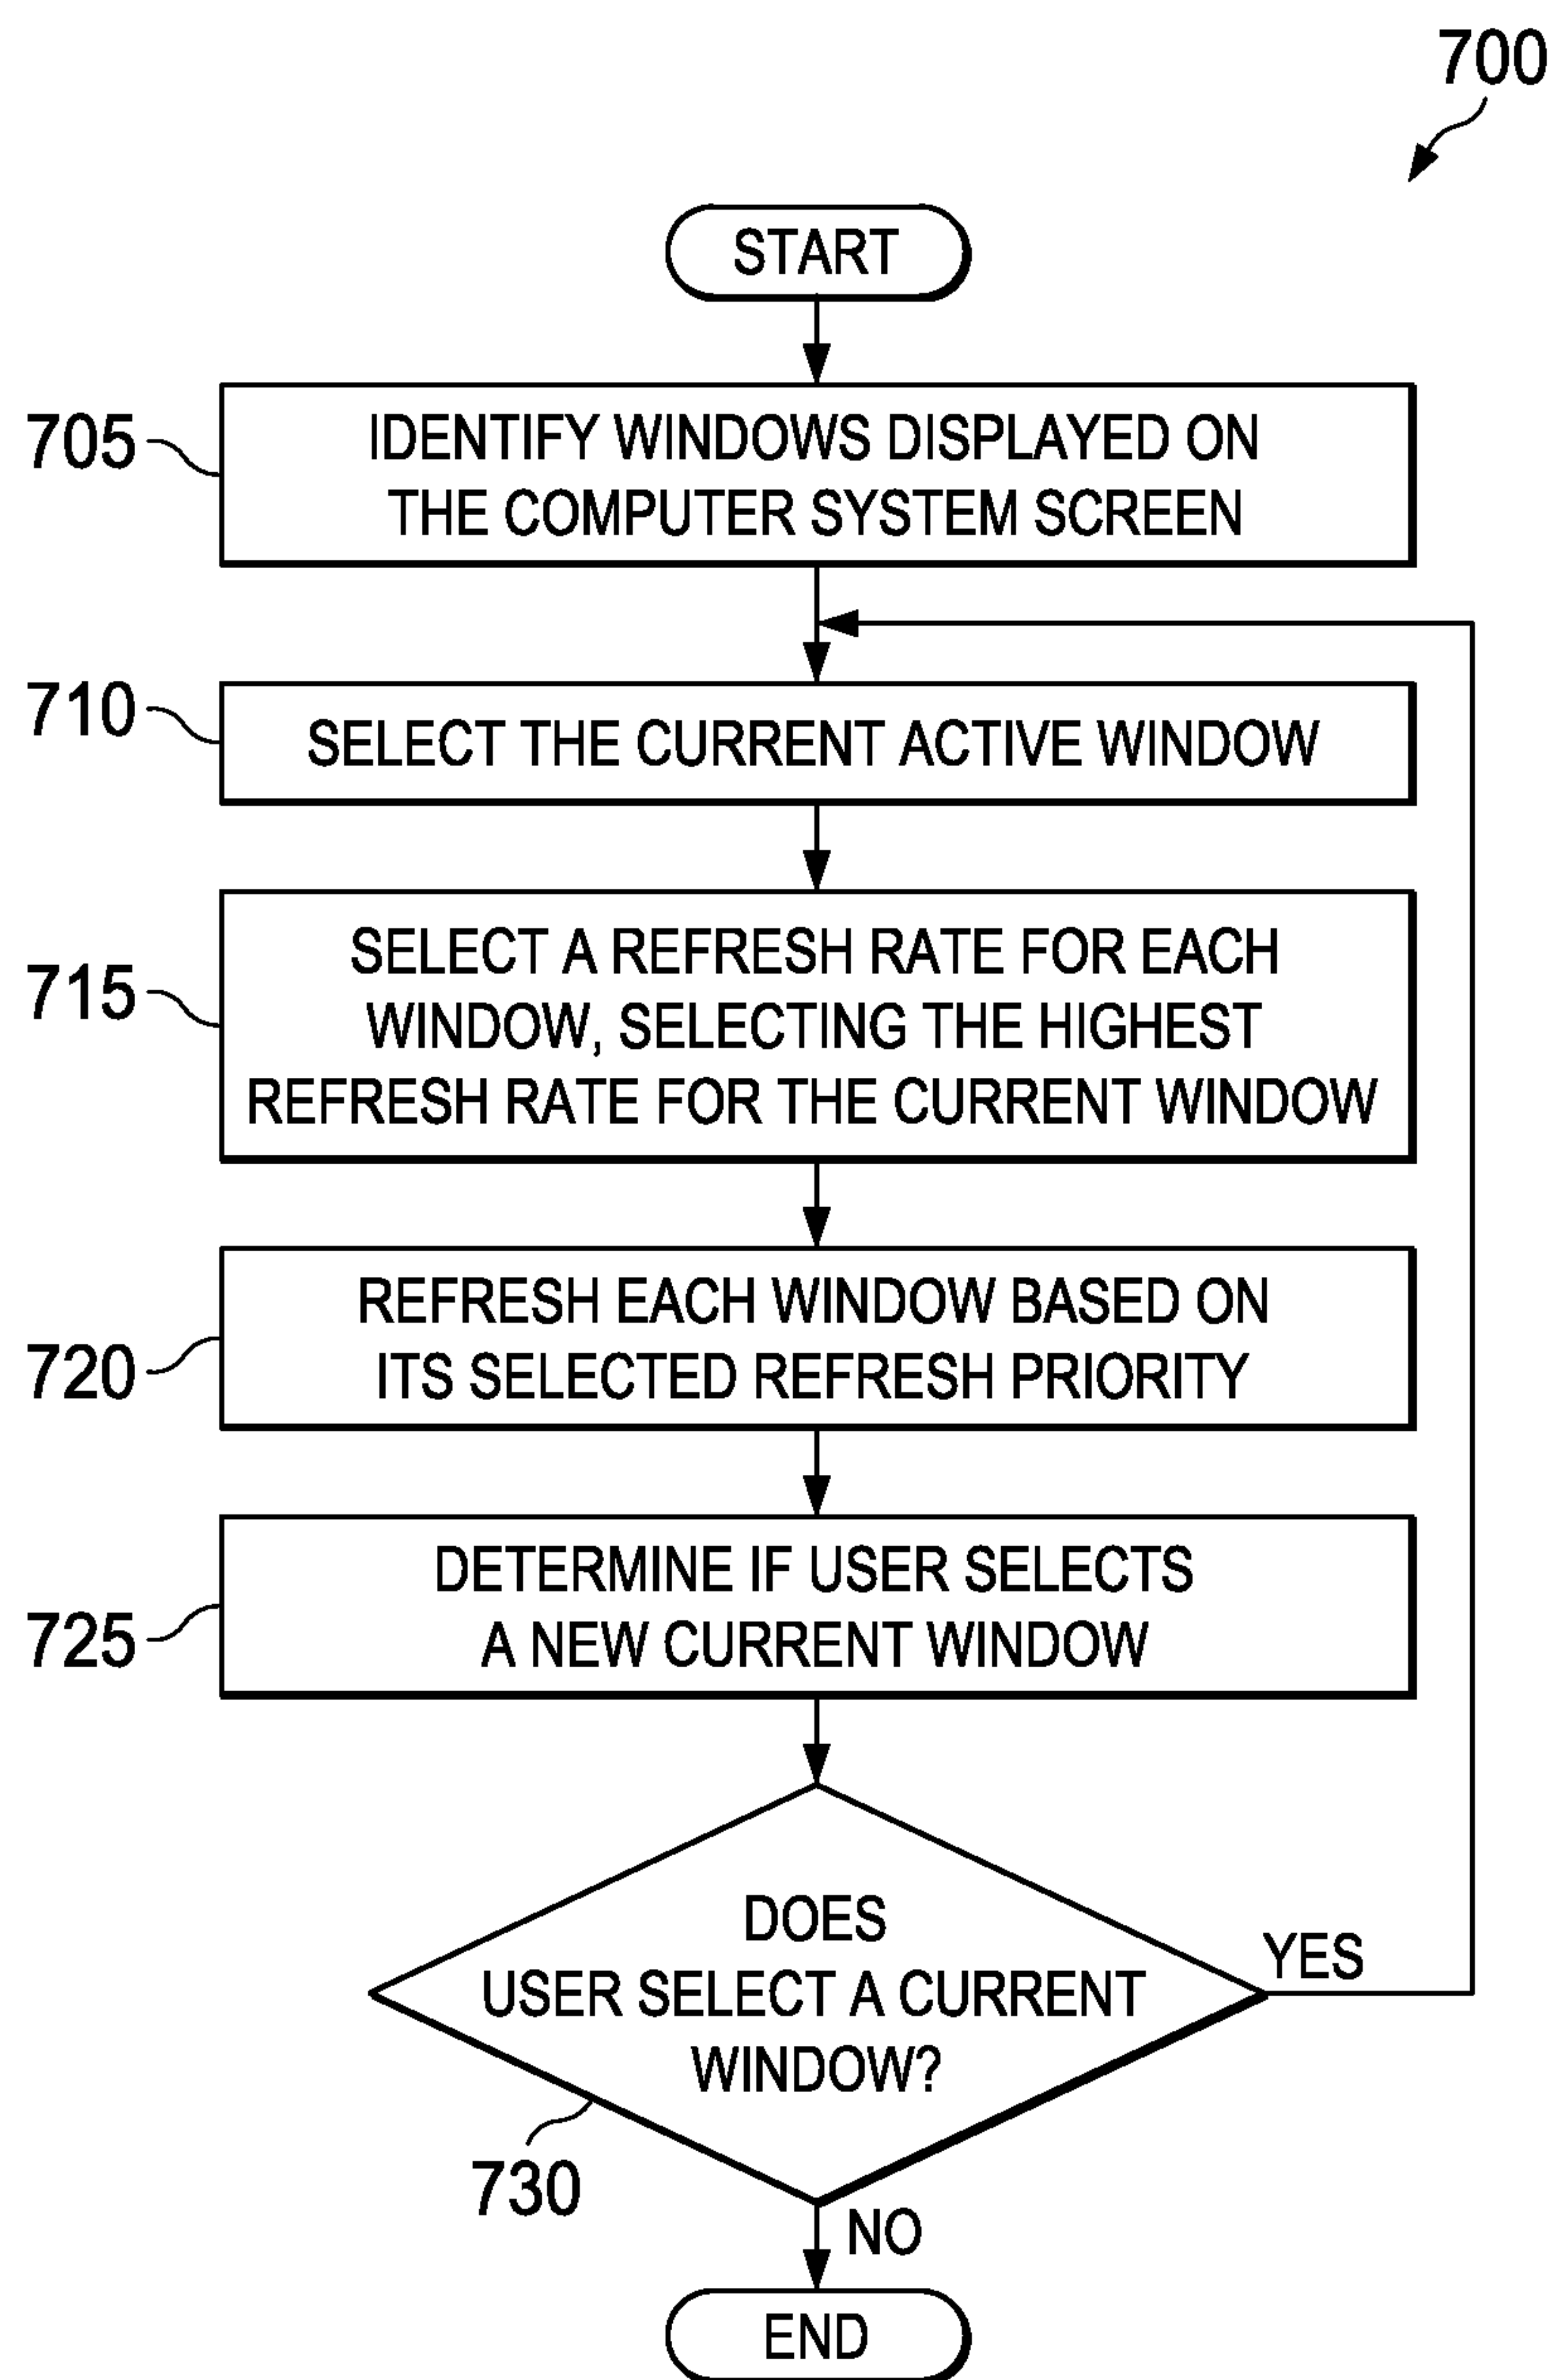 700
START
705
IDENTIFY WINDOWS DISPLAYED ON
THE COMPUTER SYSTEM SCREEN
710
SELECT THE CURRENT ACTIVE WINDOW
715
SELECT A REFRESH RATE FOR EACH
WINDOW, SELECTING THE HIGHEST
REFRESH RATE FOR THE CURRENT WINDOW
720
REFRESH EACH WINDOW BASED ON
ITS SELECTED REFRESH PRIORITY
725
DETERMINE IF USER SELECTS
A NEW CURRENT WINDOW
DOES
USER SELECT A CURRENT
WINDOW?
YES
730
NO
END